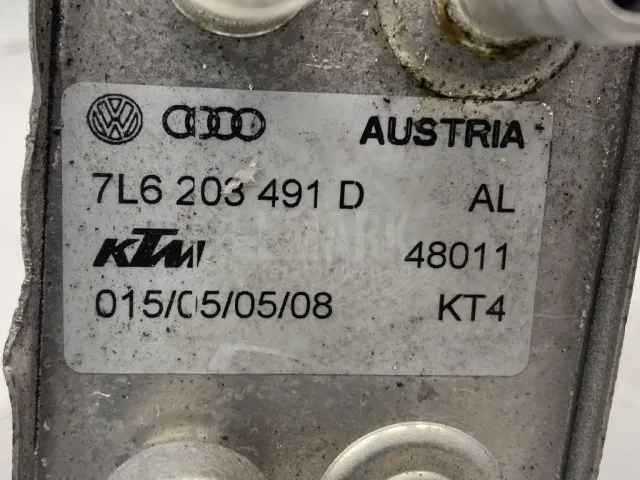 AUSTRIA
7L6 203 491 D AL
KTM 48011
015/05/05/08 KT4